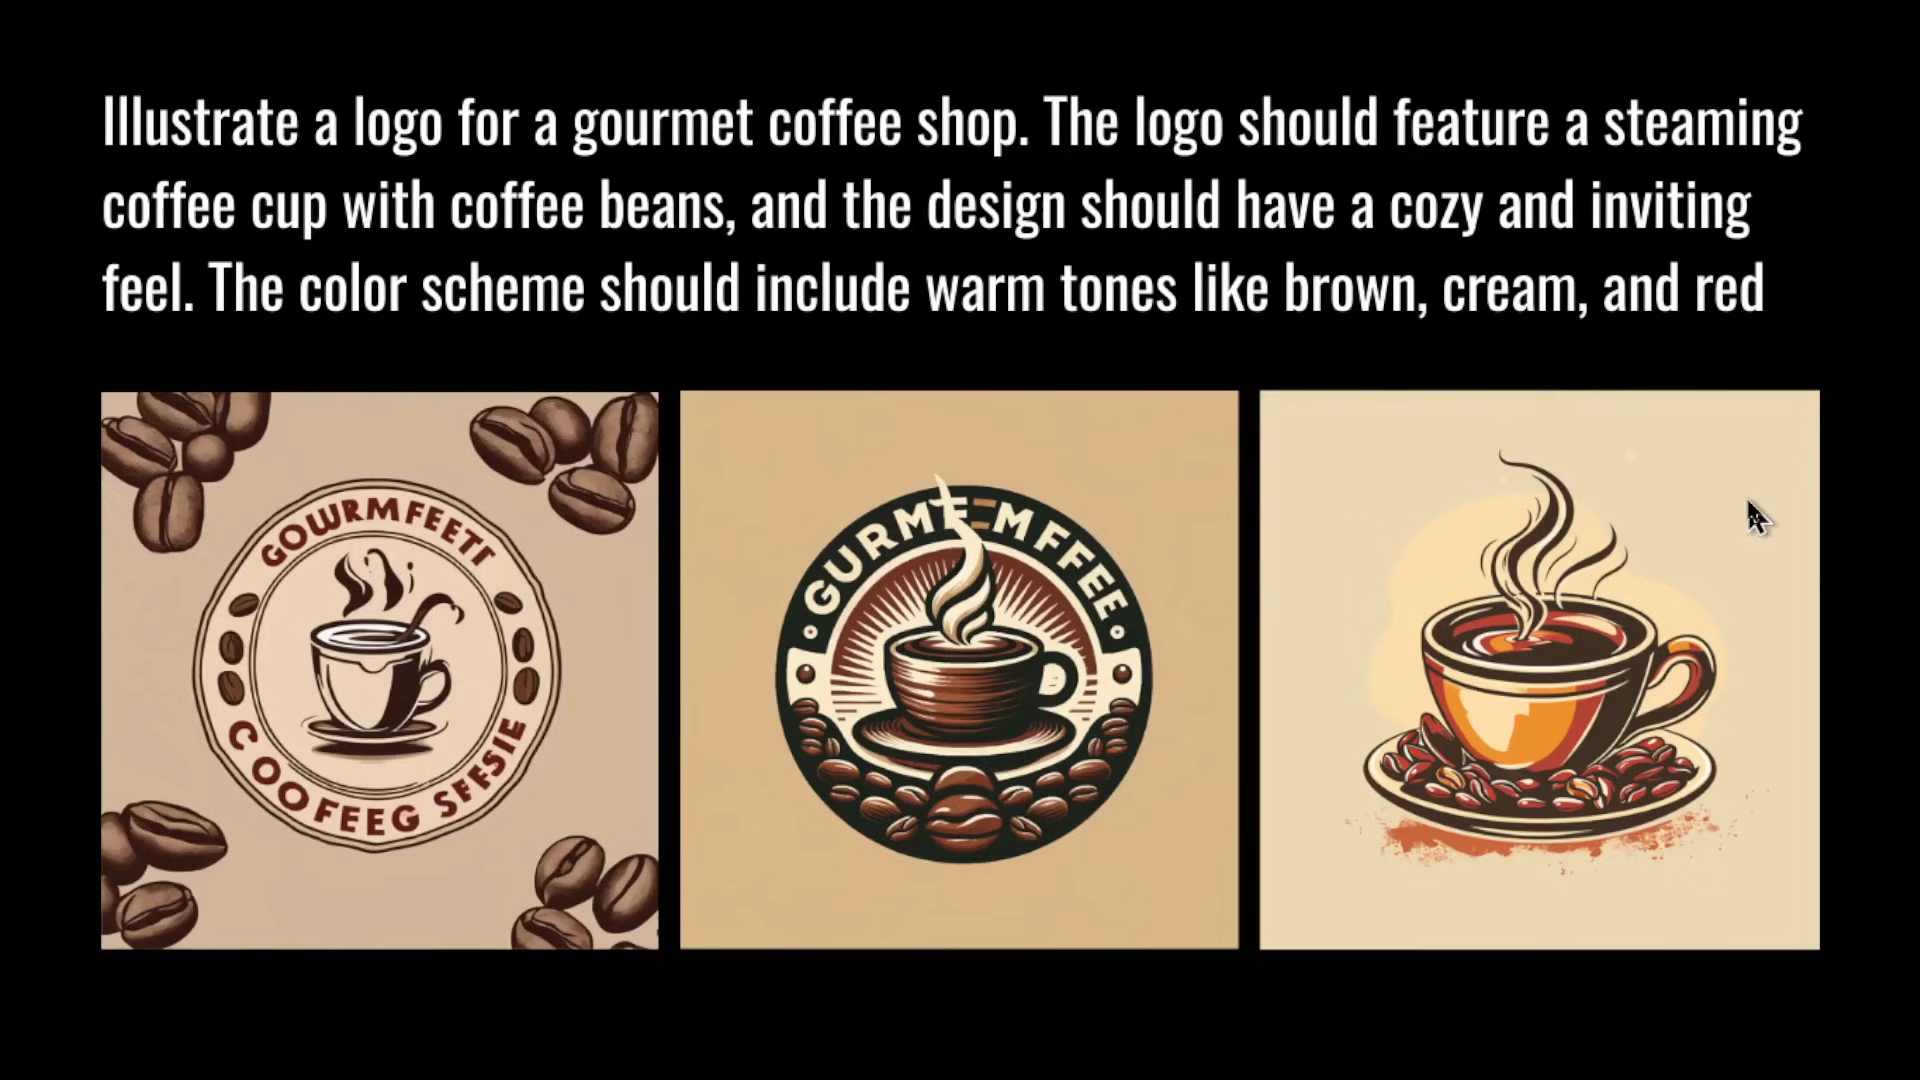 Illustrate a logo for a gourmet coffee shop. The logo should feature a steaming
coffee cup with coffee beans, and the design should have a cozy and inviting
feel. The color scheme should include warm tones like brown, cream, and red
GOWRMFEETI
COOFEEG SFFSIE
GURME MFFEE